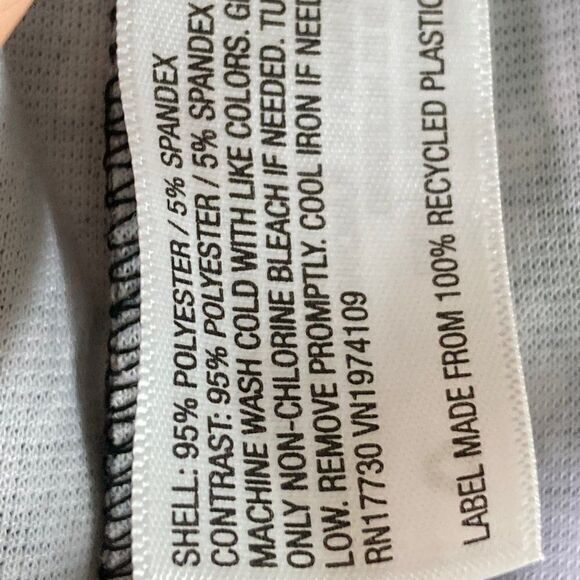 SHELL: 95% POLYESTER / 5% SPANDEX
CONTRAST: 95% POLYESTER / 5% SPANDEX
MACHINE WASH COLD WITH LIKE COLORS.
ONLY NON-CHLORINE BLEACH IF NEEDED.
LOW. REMOVE PROMPTLY. COOL IRON IF
RN17730 VN1974109
LABEL MADE FROM 100% RECYCLED PLASTIC